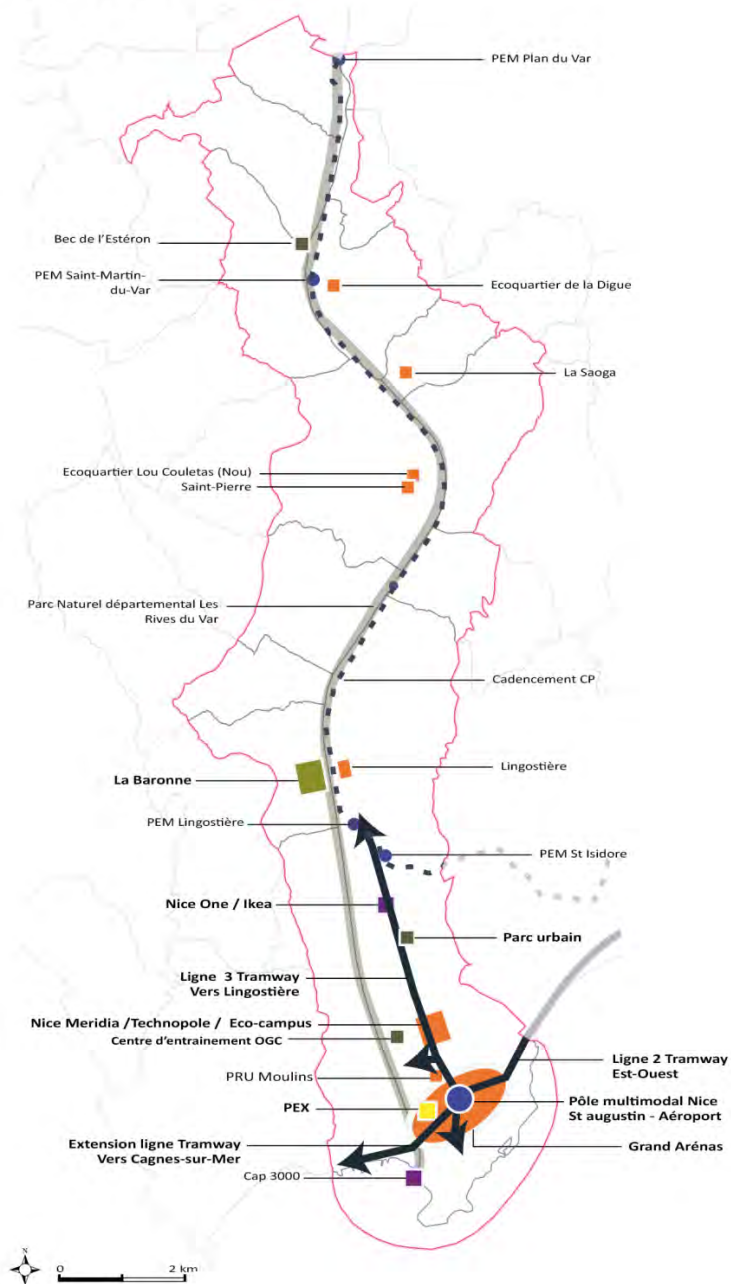 PEM Plan du Var
Bec de l'Estéron
PEM Saint-Martin-
du-Var
Ecoquartier de la Digue
La Saoga
Ecoquartier Lou Couletas (Nou)
Saint-Pierre
Parc Naturel départemental Les
Rives du Var
Cadencement CP
La Baronne
Lingostière
PEM Lingostière
PEM St Isidore
Nice One / Ikea
Parc urbain
Ligne 3 Tramway
Vers Lingostière
Nice Meridia /Technopole / Eco-campus
Centre d'entrainement OGC
Ligne 2 Tramway
Est-Ouest
PRU Moulins
Pôle multimodal Nice
St augustin - Aéroport
PEX
Grand Arénas
Extension ligne Tramway
Vers Cagnes-sur-Mer
Cap 3000
N
0 2 km